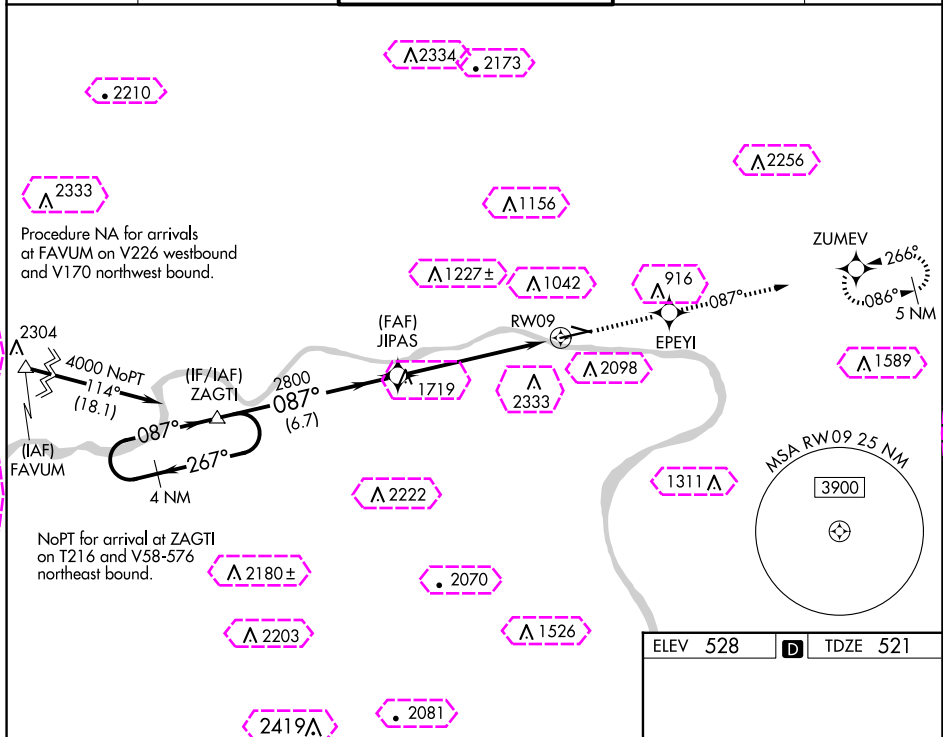 2334
2173
2210
2256
2333
1156
Procedure NA for arrivals
at FAVUM on V226 westbound
and V170 northwest bound.
ZUMEV
266°
086°
5 NM
1227±
1042
916
087°
EPEYI
RW09
(FAF)
JIPAS
2304
4000 NoPT
114°
(18.1)
(IF/IAF)
ZAGTI
2800
087°
(6.7)
1719
2333
2098
1589
(IAF)
FAVUM
087°
267°
4 NM
MSA RW09 25 NM
3900
2222
1311
NoPT for arrival at ZAGTI
on T216 and V58-576
northeast bound.
2180±
2070
2203
1526
ELEV 528 D TDZE 521
2419
2081